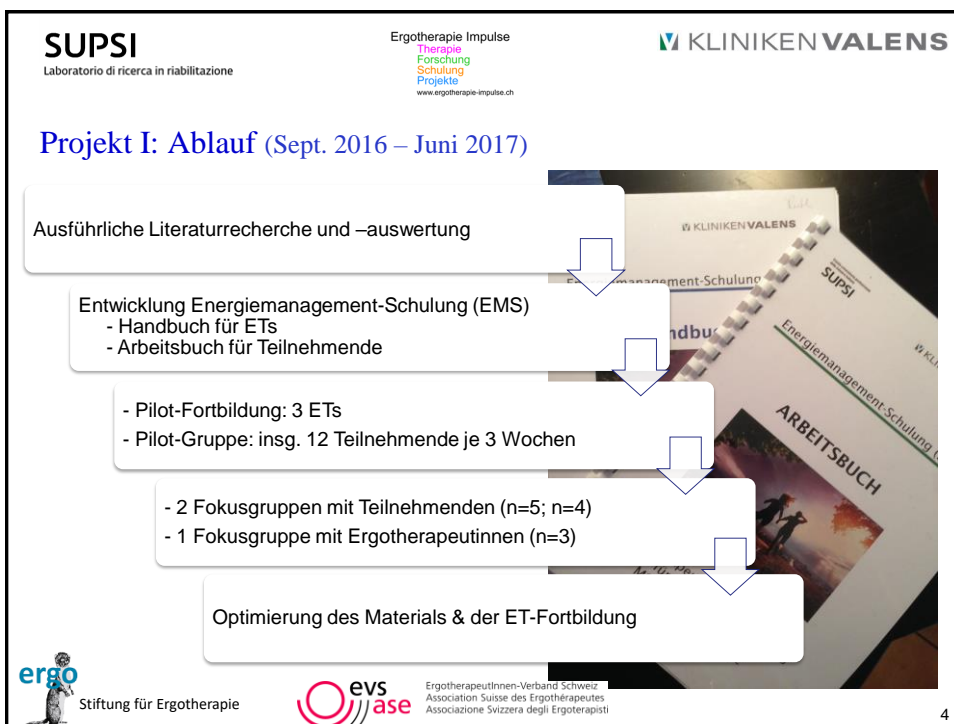 SUPSI
Laboratorio di ricerca in riabilitazione
Ergotherapie Impulse
Therapie
Forschung
Schulung
Projekte
www.ergotherapie-impulse.ch
KLINIKEN VALENS
Projekt I: Ablauf (Sept. 2016 – Juni 2017)
Ausführliche Literaturrecherche und –auswertung
Entwicklung Energiemanagement-Schulung (EMS)
- Handbuch für ETs
- Arbeitsbuch für Teilnehmende
- Pilot-Fortbildung: 3 ETs
- Pilot-Gruppe: insg. 12 Teilnehmende je 3 Wochen
- 2 Fokusgruppen mit Teilnehmenden (n=5; n=4)
- 1 Fokusgruppe mit Ergotherapeutinnen (n=3)
Optimierung des Materials & der ET-Fortbildung
KLINIKEN VALENS
SUPSI
Energiemanagement-Schulung
ARBEITSBUCH
ergo
Stiftung für Ergotherapie
evs
ase
ErgotherapeutInnen-Verband Schweiz
Association Suisse des Ergothérapeutes
Associazione Svizzera degli Ergoterapisti
4